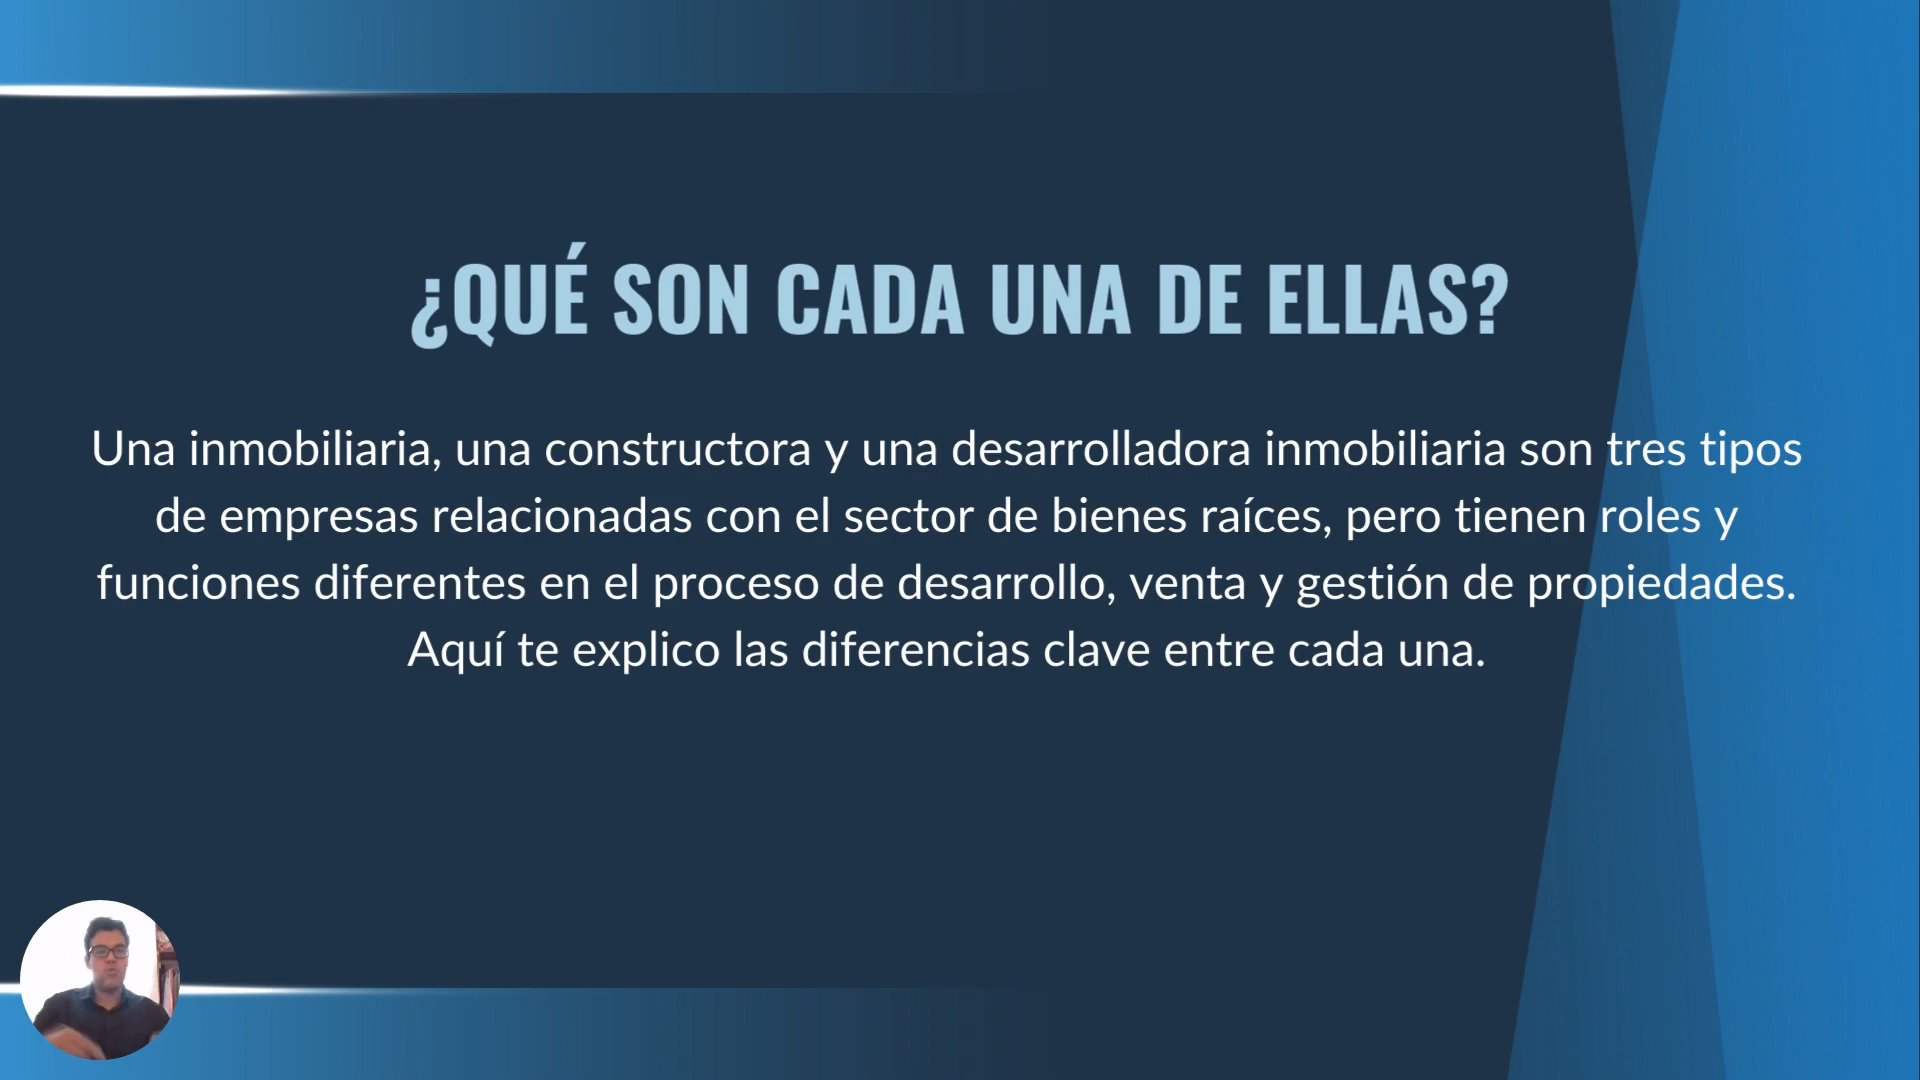 ¿QUÉ SON CADA UNA DE ELLAS?
Una inmobiliaria, una constructora y una desarrolladora inmobiliaria son tres tipos
de empresas relacionadas con el sector de bienes raíces, pero tienen roles y
funciones diferentes en el proceso de desarrollo, venta y gestión de propiedades.
Aquí te explico las diferencias clave entre cada una.